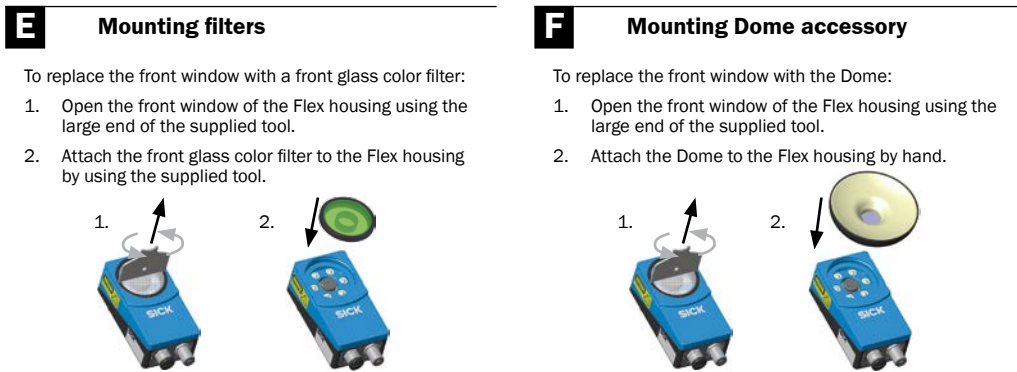 E Mounting filters
To replace the front window with a front glass color filter:
1. Open the front window of the Flex housing using the
large end of the supplied tool.
2. Attach the front glass color filter to the Flex housing
by using the supplied tool.
1. 2.
SICK SICK
F Mounting Dome accessory
To replace the front window with the Dome:
1. Open the front window of the Flex housing using the
large end of the supplied tool.
2. Attach the Dome to the Flex housing by hand.
1. 2.
SICK SICK